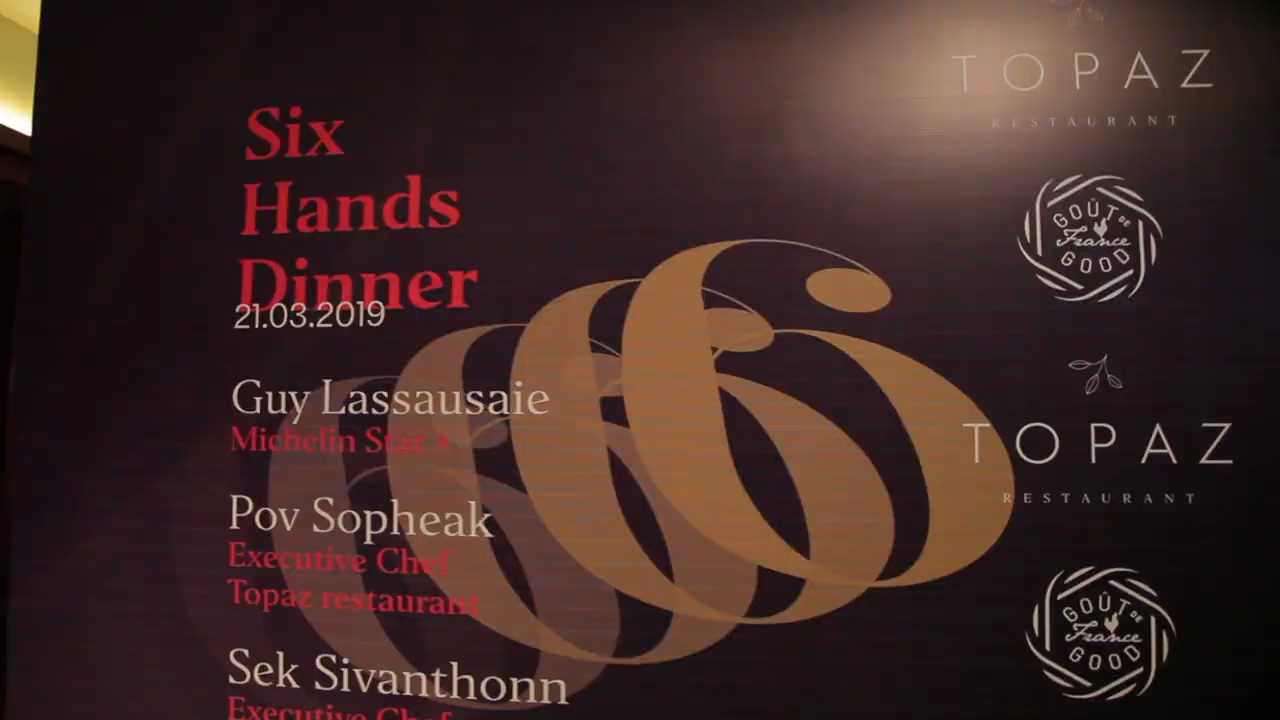 Six
Hands
Dinner
21.03.2019
Guy Lassausaie
Michelin Star *
Pov Sopheak
Executive Chef
Topaz restaurant
Sek Sivanthonn
Executive Chef
6
TOPAZ
RESTAURANT
GOÛT DE
France
GOOD
TOPAZ
RESTAURANT
GOÛT DE
France
GOOD